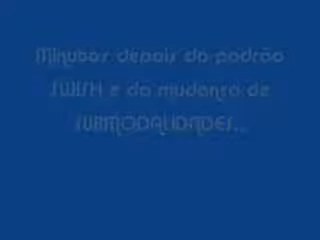 Minutos depois do padrão
SWISH e da mudança de
SUBMODALIDADES...